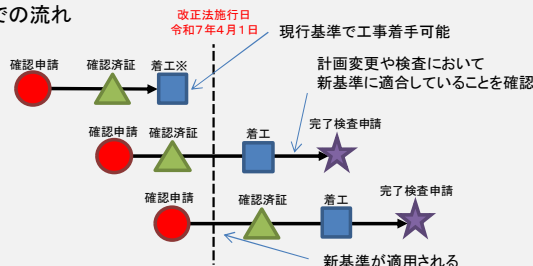 での流れ
改正法施行日
令和7年4月1日
現行基準で工事着手可能
確認申請 確認済証 着工※
計画変更や検査において
新基準に適合していることを確認
確認申請 確認済証 着工 完了検査申請
確認申請 確認済証 着工 完了検査申請
新基準が適用される